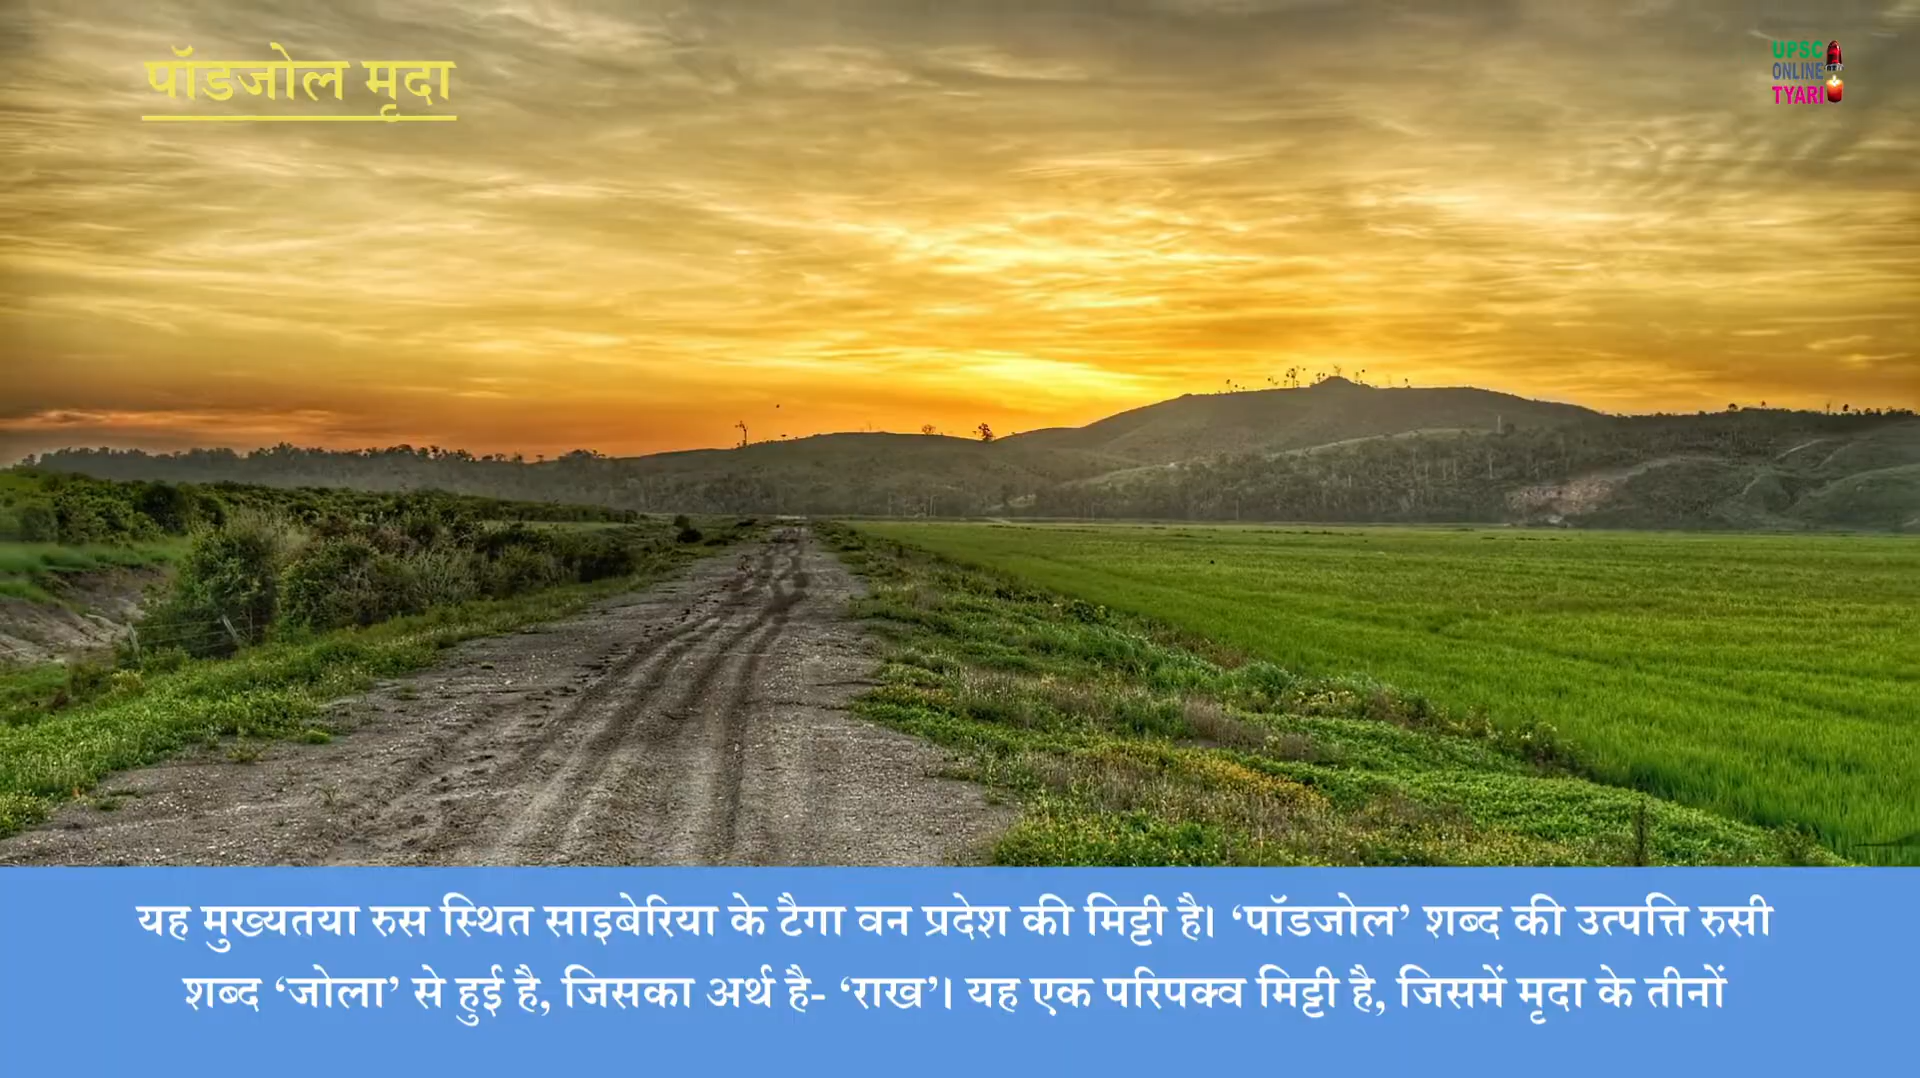 पॉडजोल मृदा
UPSC
ONLINE
TYARI
यह मुख्यतया रुस स्थित साइबेरिया के टैगा वन प्रदेश की मिट्टी है। ‘पॉडजोल’ शब्द की उत्पत्ति रुसी
शब्द ‘जोला’ से हुई है, जिसका अर्थ है- ‘राख’। यह एक परिपक्व मिट्टी है, जिसमें मृदा के तीनों